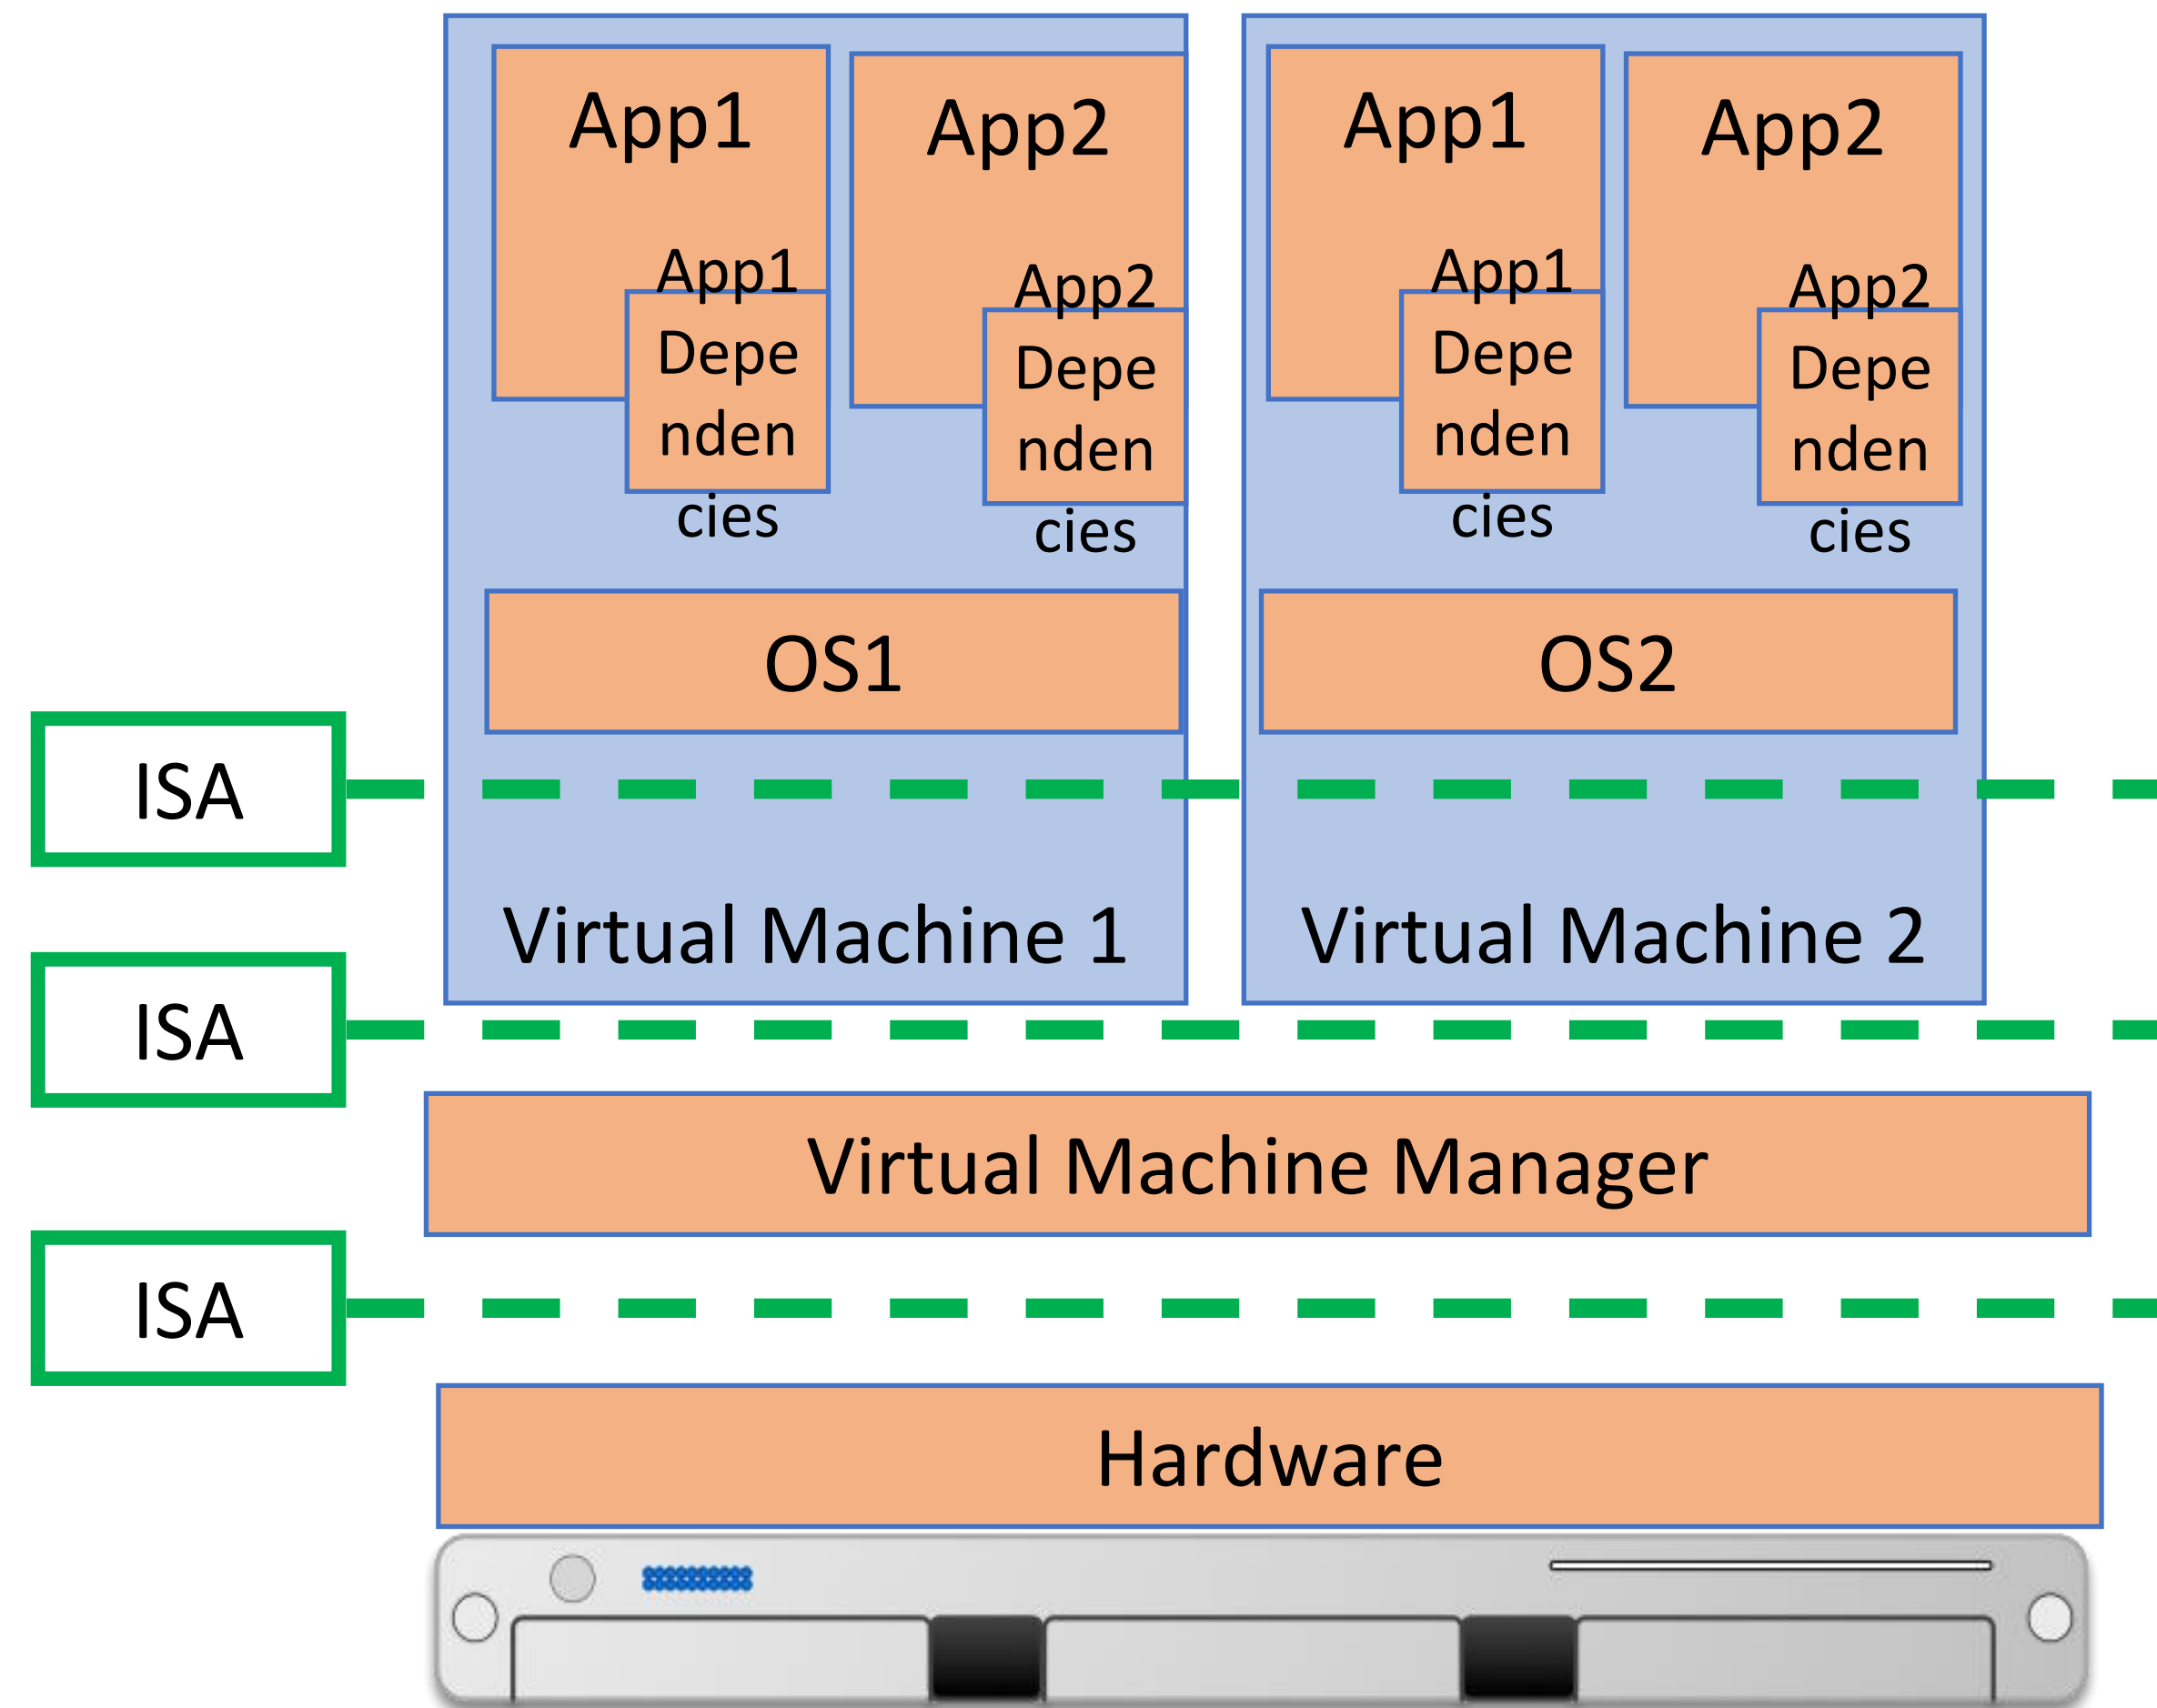 App1
App2
App1
App2
App1
Depe
nden
cies
App2
Depe
nden
cies
App1
Depe
nden
cies
App2
Depe
nden
cies
OS1
OS2
ISA
Virtual Machine 1
Virtual Machine 2
ISA
Virtual Machine Manager
ISA
Hardware